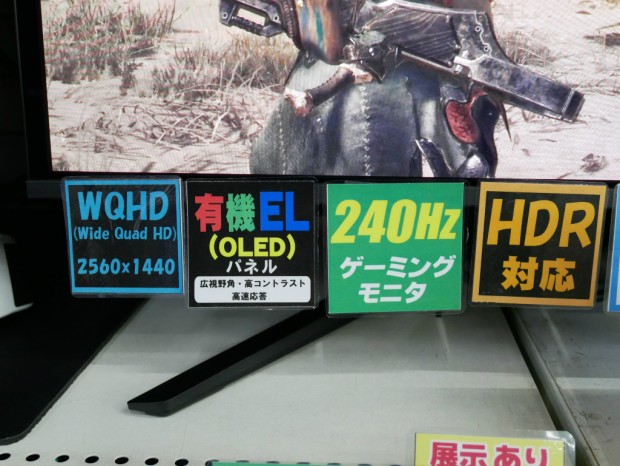 WQHD
(Wide Quad HD)
2560x1440
有機EL
(OLED)
パネル
広視野角・高コントラスト
高速応答
240Hz
ゲーミング
モニタ
HDR
対応
展示あり